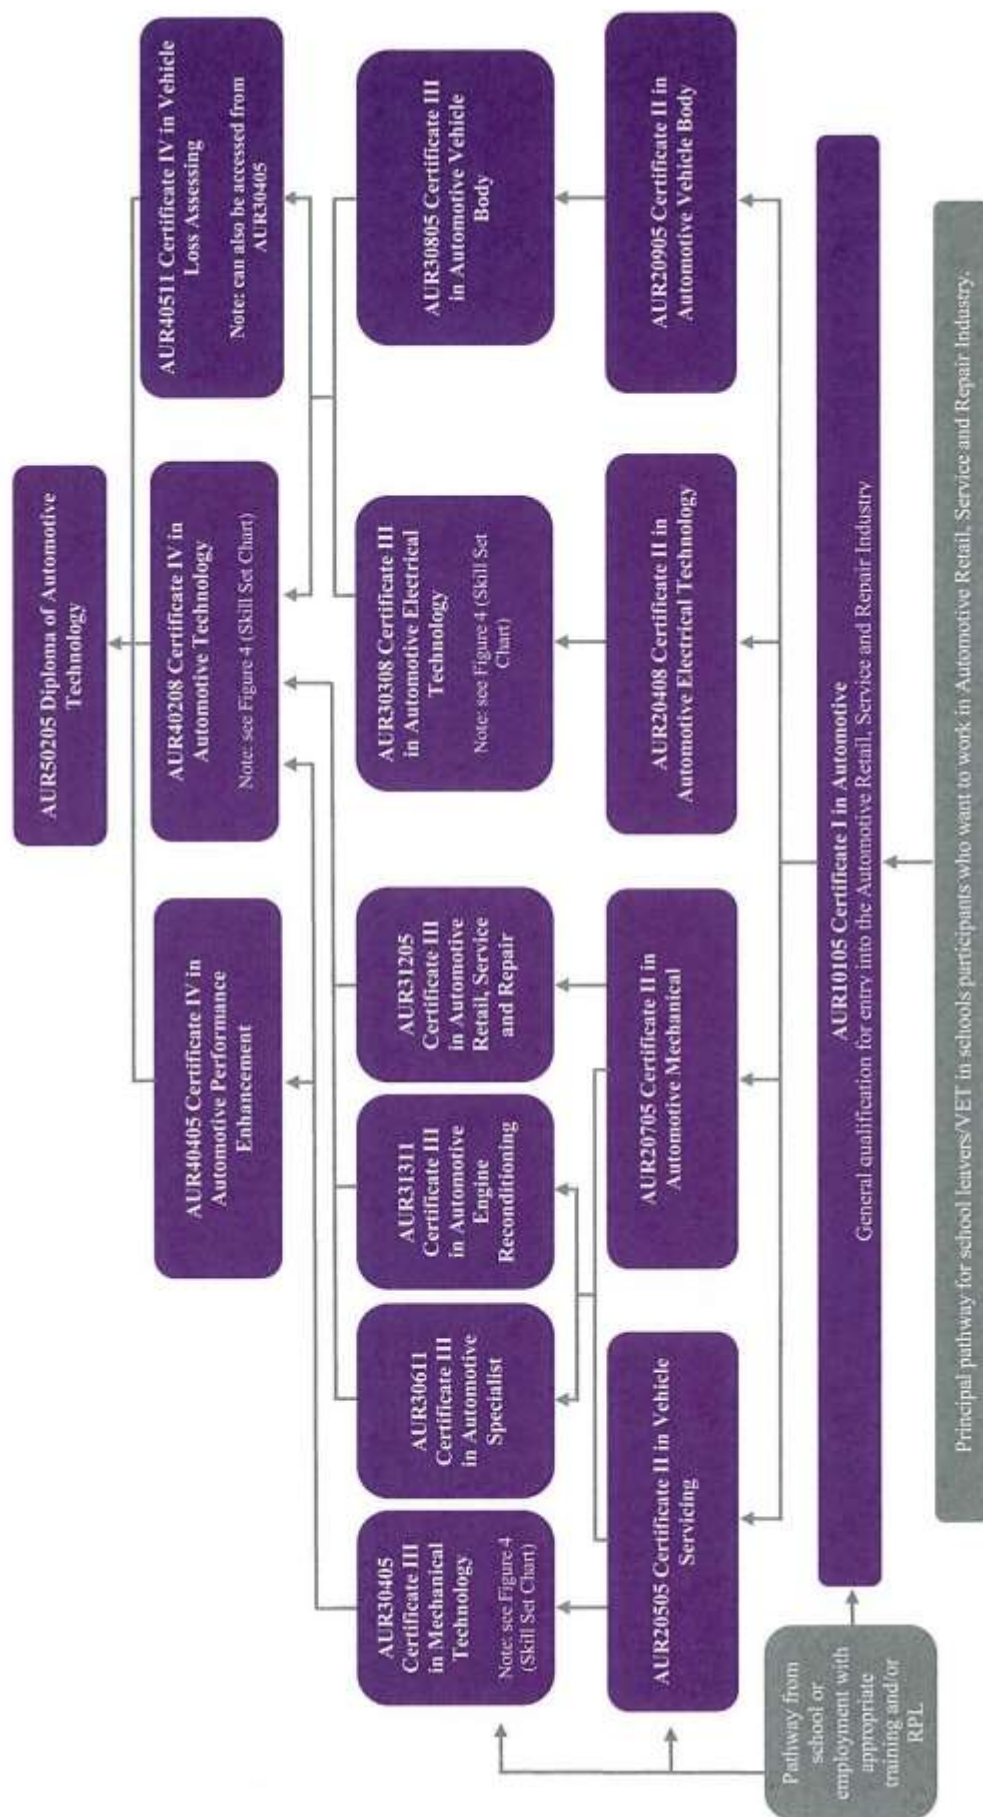 AUR50205 Diploma of Automotive
Technology
AUR40405 Certificate IV in
Automotive Performance
Enhancement
AUR40208 Certificate IV in
Automotive Technology
Note: see Figure 4 (Skill Set Chart)
AUR40511 Certificate IV in Vehicle
Loss Assessing
Note: can also be accessed from
AUR30405
AUR30405
Certificate III
in Mechanical
Technology
Note: see Figure 4
(Skill Set Chart)
AUR30611
Certificate III
in Automotive
Specialist
AUR31311
Certificate III
in Automotive
Engine
Reconditioning
AUR31205
Certificate III
in Automotive
Retail, Service
and Repair
AUR30308 Certificate III
in Automotive Electrical
Technology
Note: see Figure 4 (Skill Set
Chart)
AUR30805 Certificate III
in Automotive Vehicle
Body
AUR20505 Certificate II in Vehicle
Servicing
AUR20705 Certificate II in
Automotive Mechanical
AUR20408 Certificate II in
Automotive Electrical Technology
AUR20905 Certificate II in
Automotive Vehicle Body
Pathway from
school or
employment with
appropriate
training and/or
RPL
AUR10105 Certificate I in Automotive
General qualification for entry into the Automotive Retail, Service and Repair Industry
Principal pathway for school leavers/VET in schools participants who want to work in Automotive Retail, Service and Repair Industry.